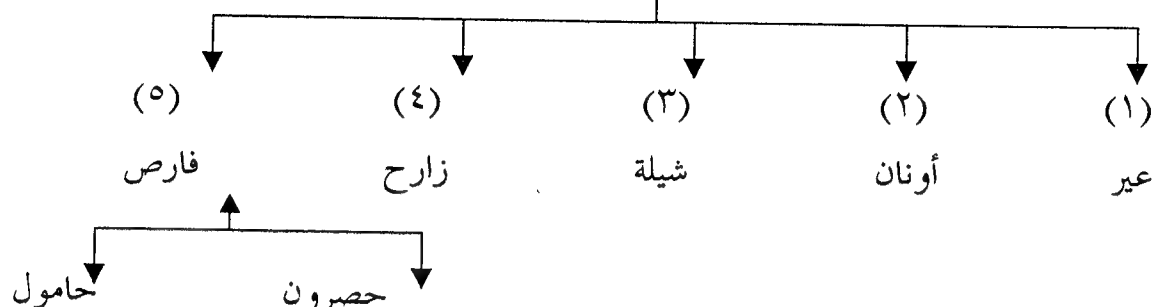 (١) (٢) (٣) (٤) (٥)
عير أونان شيلة زارح فارص
حصرون حامول